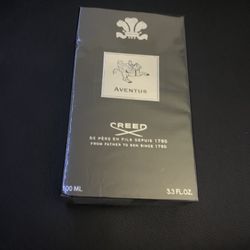 AVENTUS
CREED
DE PÈRE EN FILS DEPUIS 1760
FROM FATHER TO SON SINCE 1760
100 ML
3.3 FL.OZ.